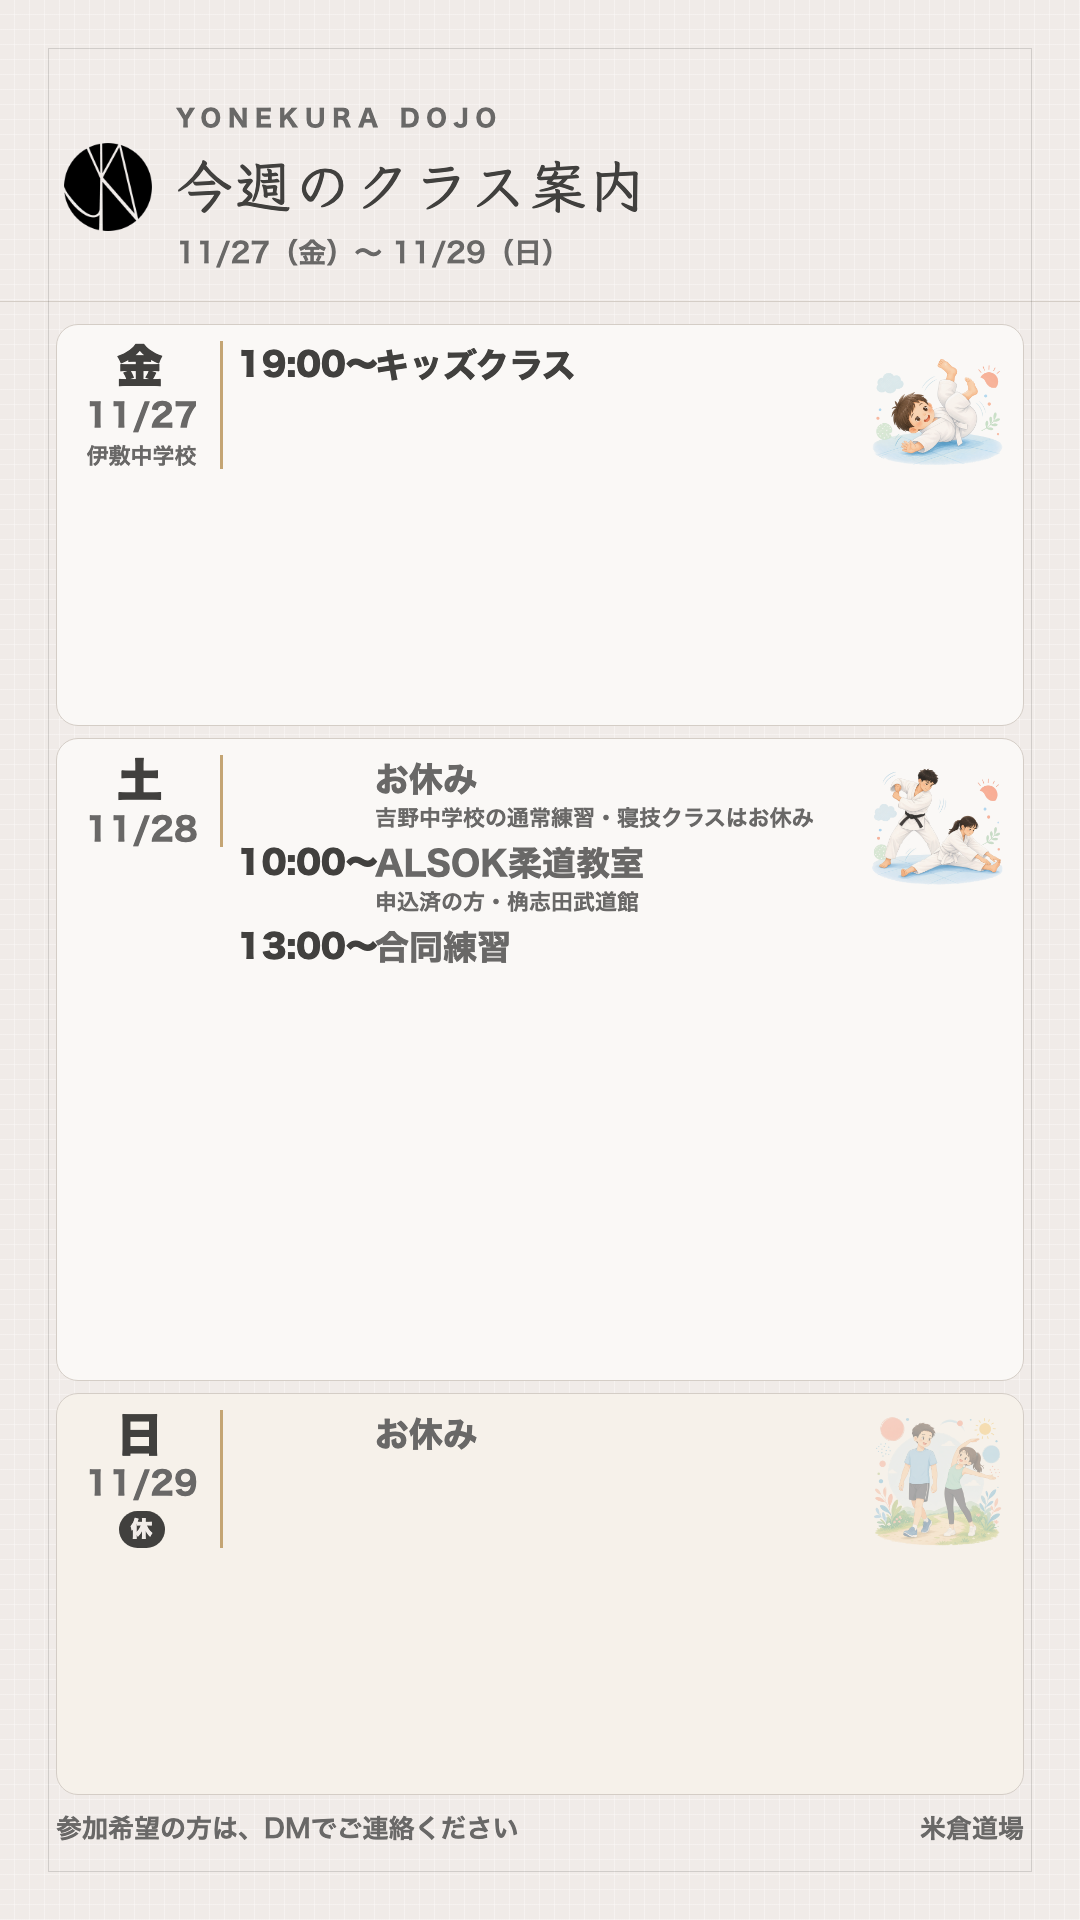 YONEKURA DOJO
今週のクラス案内
11/27（金）〜 11/29（日）
金
11/27
伊敷中学校
19:00〜キッズクラス
土
11/28
お休み
吉野中学校の通常練習・寝技クラスはお休み
10:00〜ALSOK柔道教室
申込済の方・桷志田武道館
13:00〜合同練習
日
11/29
休
お休み
参加希望の方は、DMでご連絡ください
米倉道場